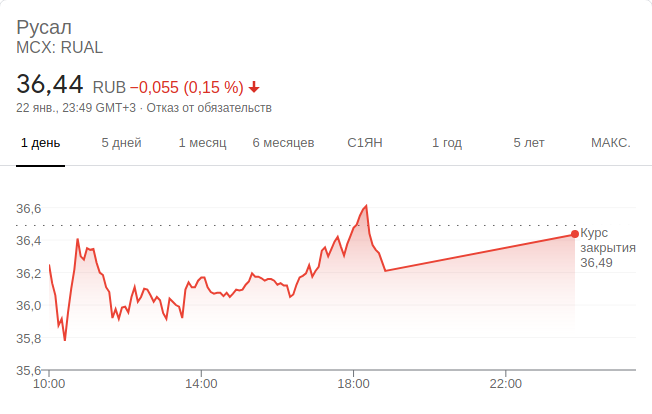 Русал
MCX: RUAL
36,44 RUB −0,055 (0,15 %)
22 янв., 23:49 GMT+3 · Отказ от обязательств
1 день 5 дней 1 месяц 6 месяцев С1ЯН 1 год 5 лет МАКС.
36,6
36,4
36,2
36,0
35,8
35,6
Курс
закрытия
36,49
10:00 14:00 18:00 22:00